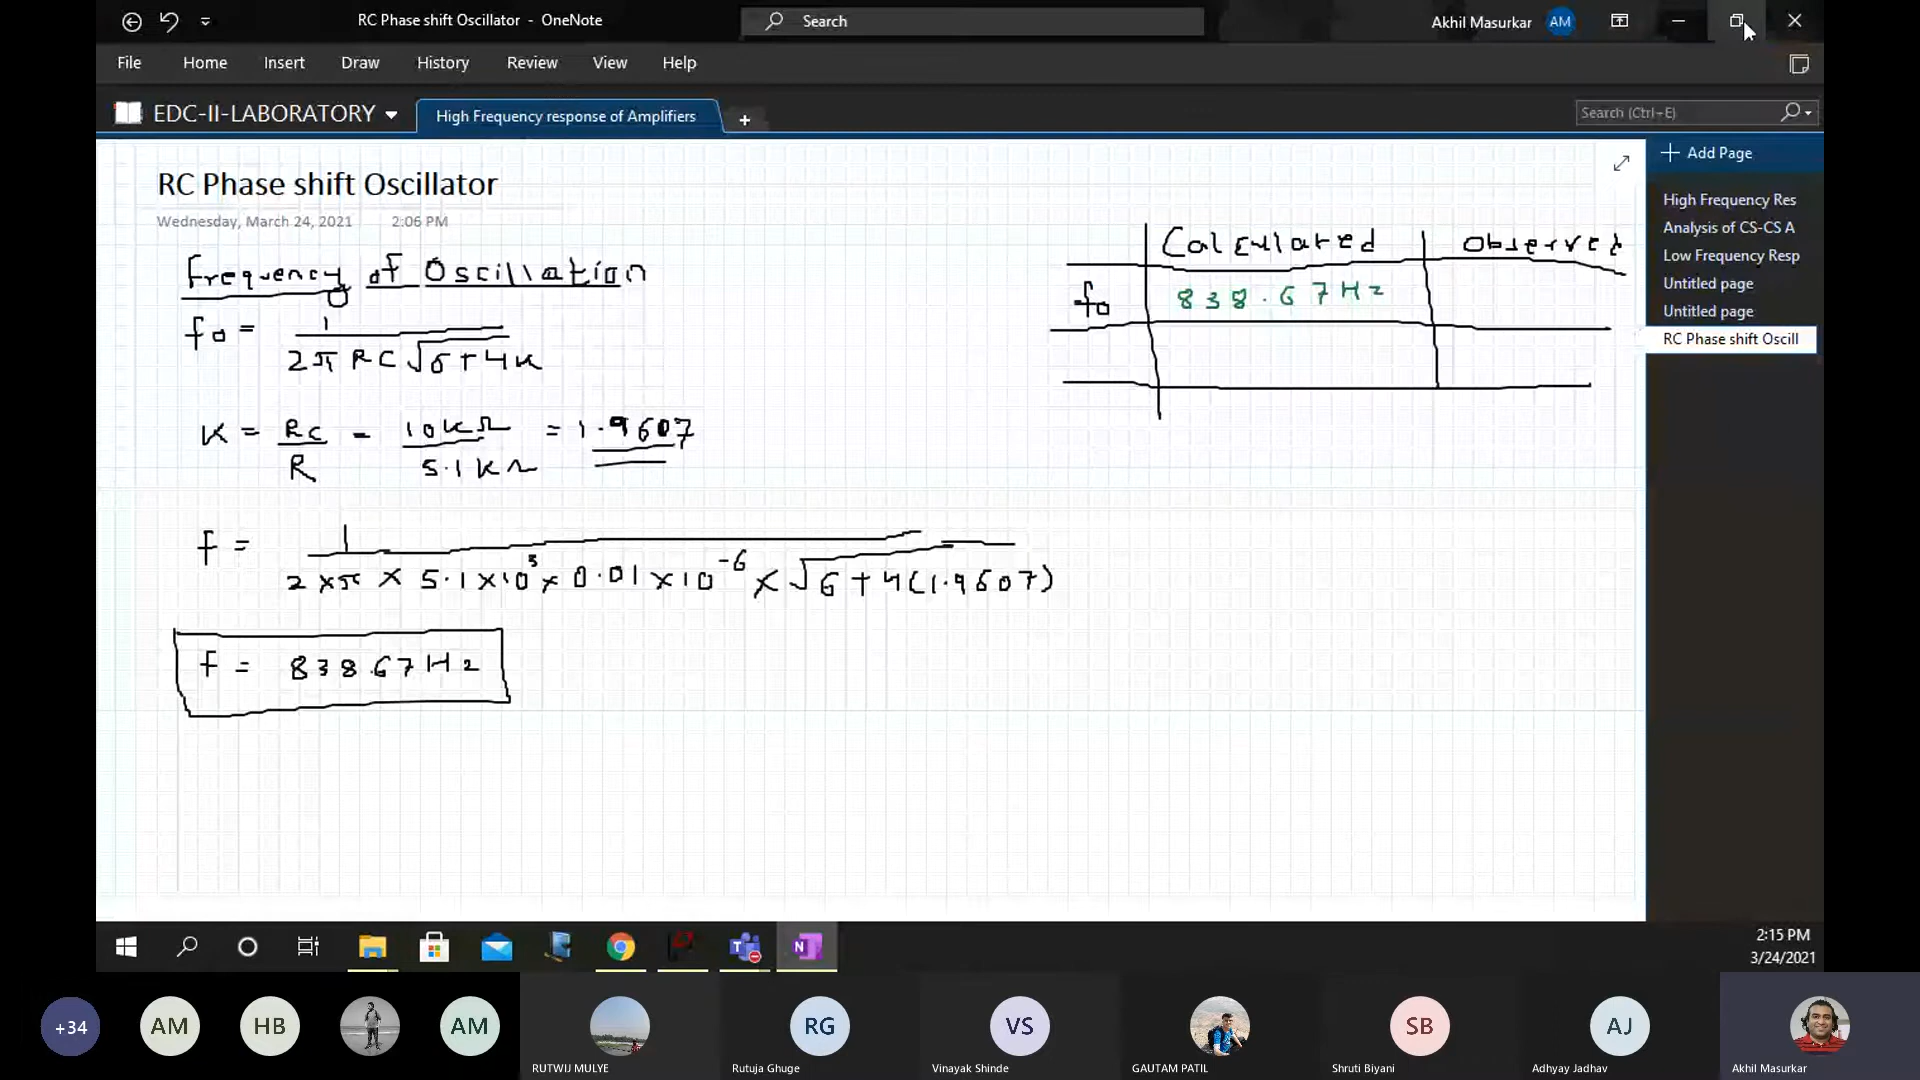 RC Phase shift Oscillator - OneNote
Search
Akhil Masurkar AM
File Home Insert Draw History Review View Help
EDC-II-LABORATORY
High Frequency response of Amplifiers
+
Search (Ctrl+E)
Add Page
High Frequency Res
Analysis of CS-CS A
Low Frequency Resp
Untitled page
Untitled page
RC Phase shift Oscill
RC Phase shift Oscillator
Wednesday, March 24, 2021 2:06 PM
Frequency of Oscillation
fo = 1
2π RC √6+4K
K = Rc = 10KΩ = 1.9607
R 5.1KΩ
f = 1
2 × π × 5.1×10³ × 0.01×10⁻⁶ × √6+4(1.9607)
f = 838.67Hz
Calculated Observed
fo 838.67Hz
2:15 PM
3/24/2021
+34
AM
HB
AM
RUTWIJ MULYE
RG
Rutuja Ghuge
VS
Vinayak Shinde
GAUTAM PATIL
SB
Shruti Biyani
AJ
Adhyay Jadhav
Akhil Masurkar